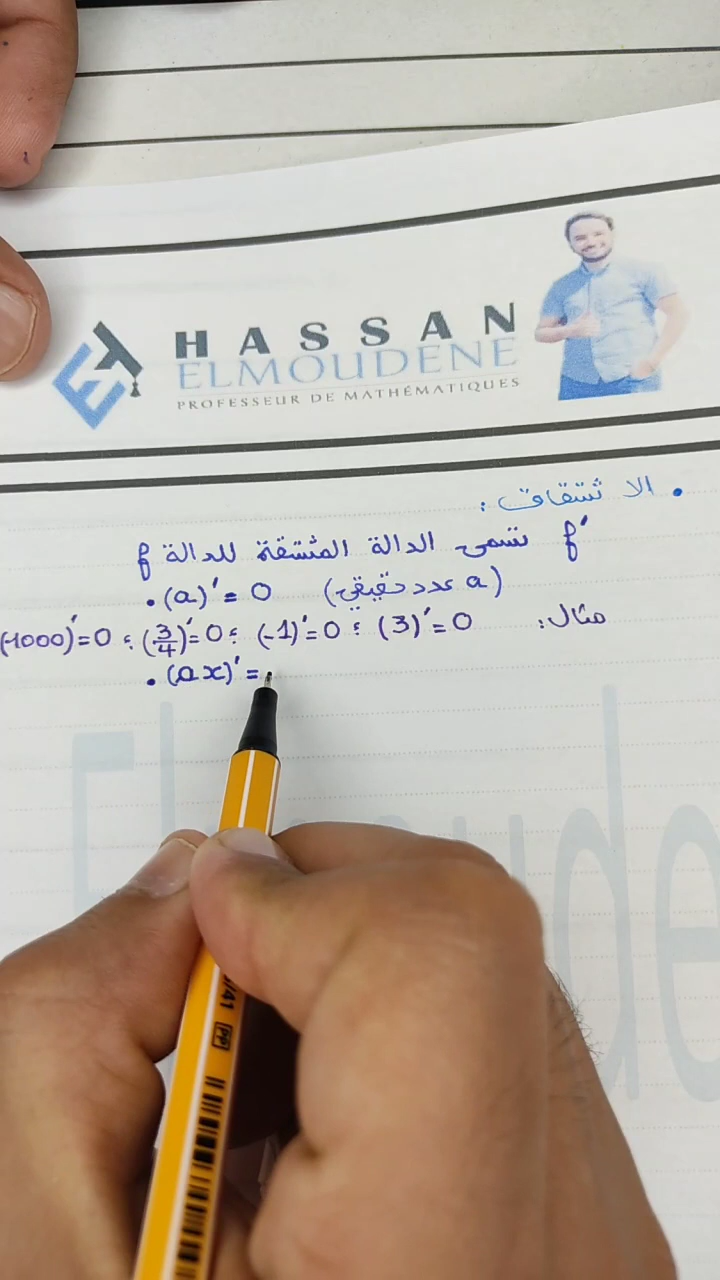 HASSAN
ELMOUDENE
PROFESSEUR DE MATHÉMATIQUES
• الاشتقاق :
f' تسمى الدالة المشتقة للدالة f
• (a)' = 0 (a عدد حقيقي)
مثال: (3)' = 0 ؛ (-1)' = 0 ؛ (3/4)' = 0 ؛ (-1000)' = 0
• (ax)' =
Elmoude